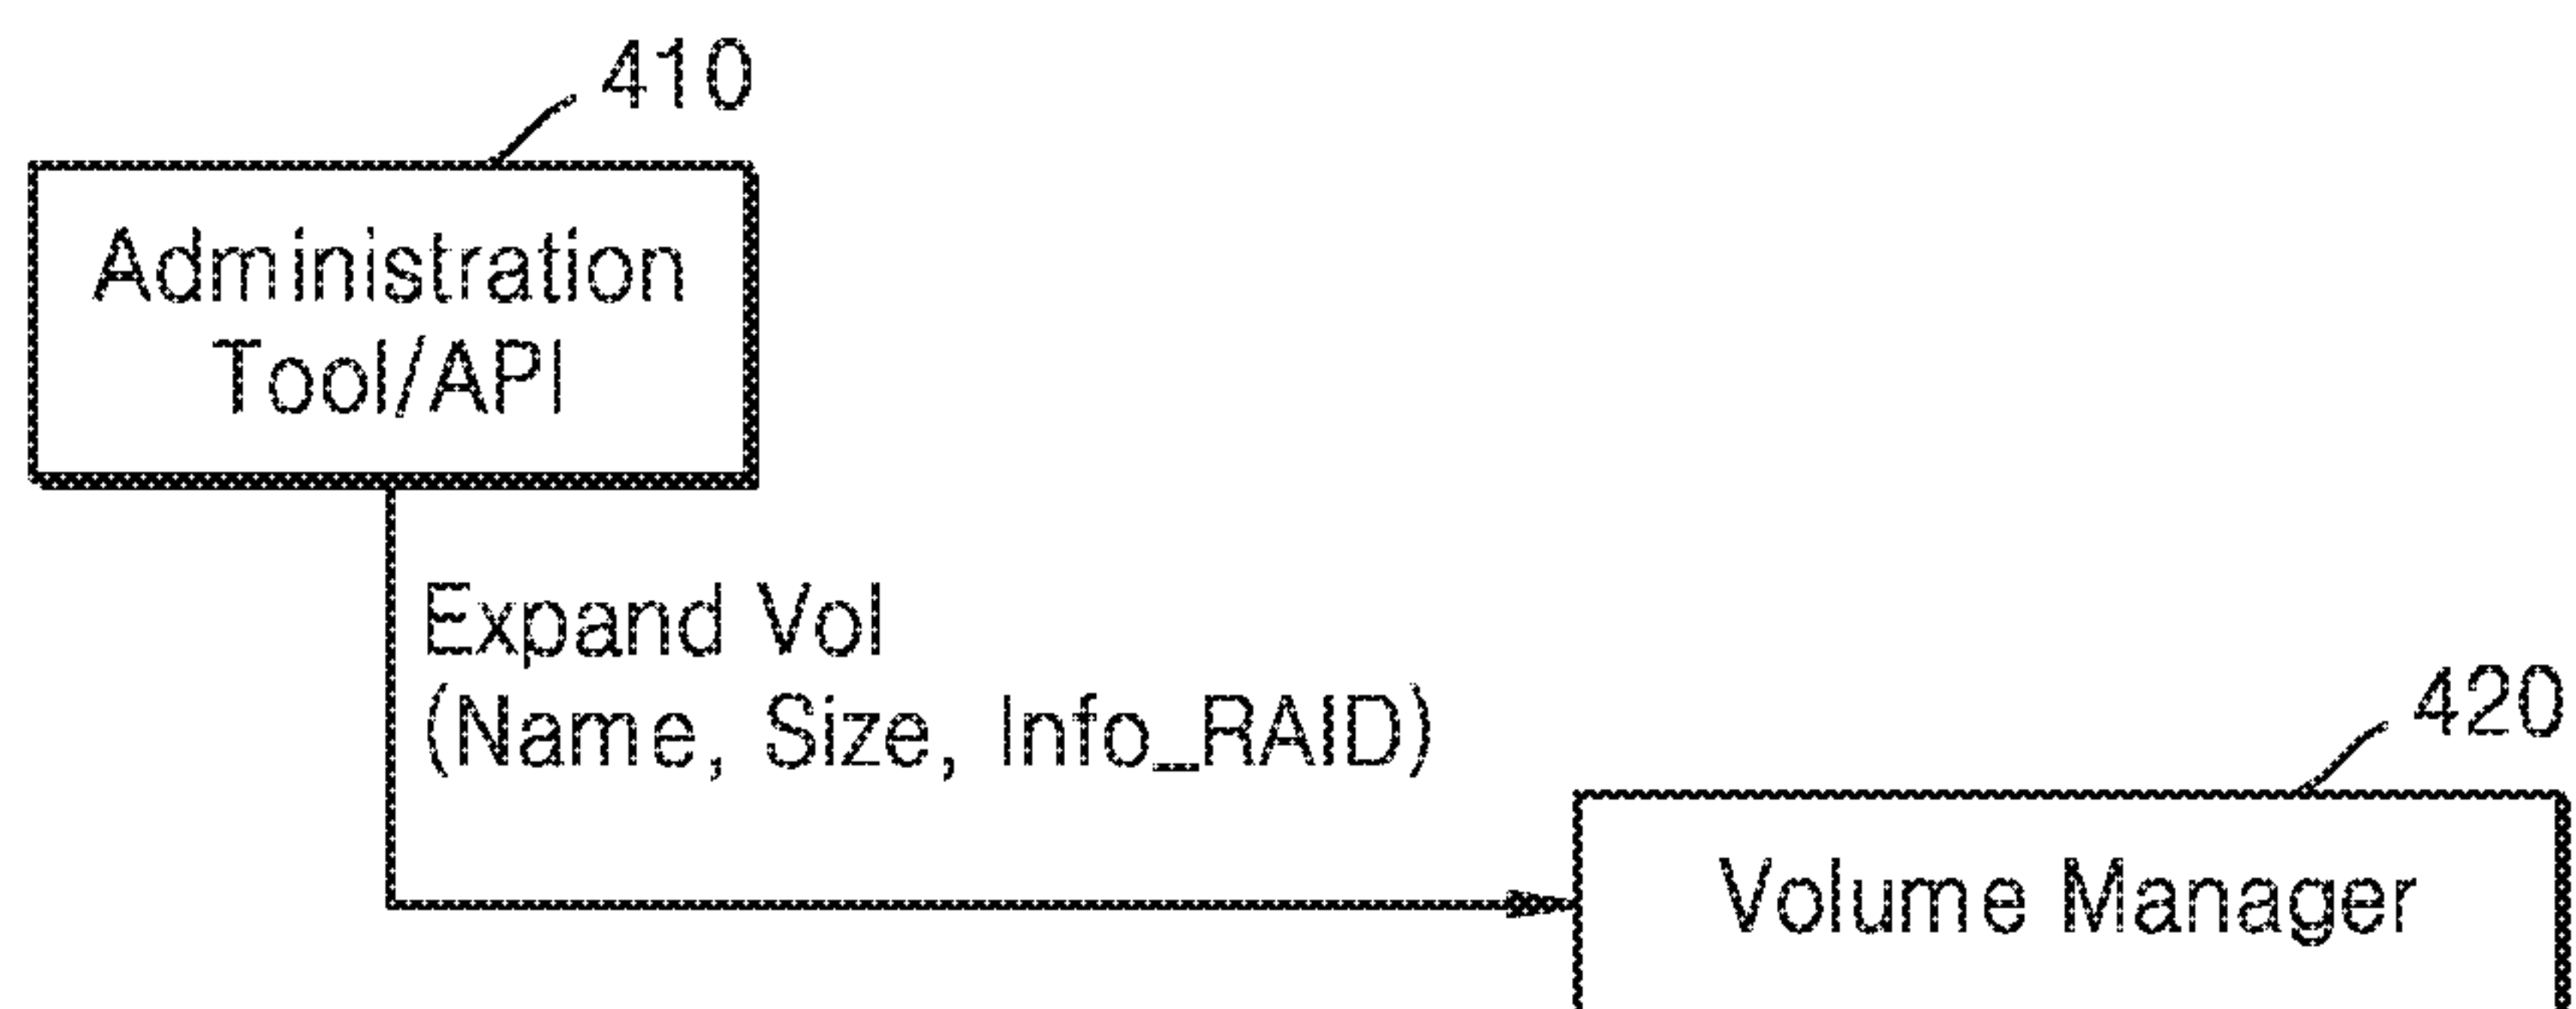 410
Administration
Tool/API
Expand Vol
(Name, Size, Info_RAID)
420
Volume Manager